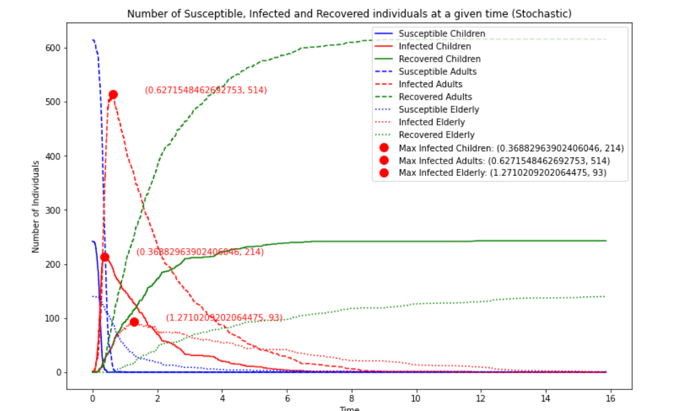 Number of Susceptible, Infected and Recovered individuals at a given time (Stochastic)
Number of Individuals
600
500
400
300
200
100
0
0
2
4
6
8
10
12
14
16
Time
Susceptible Children
Infected Children
Recovered Children
Susceptible Adults
Infected Adults
Recovered Adults
Susceptible Elderly
Infected Elderly
Recovered Elderly
Max Infected Children: (0.36882963902406046, 214)
Max Infected Adults: (0.6271548462692753, 514)
Max Infected Elderly: (1.2710209202064475, 93)
(0.6271548462692753, 514)
(0.36882963902406046, 214)
(1.2710209202064475, 93)